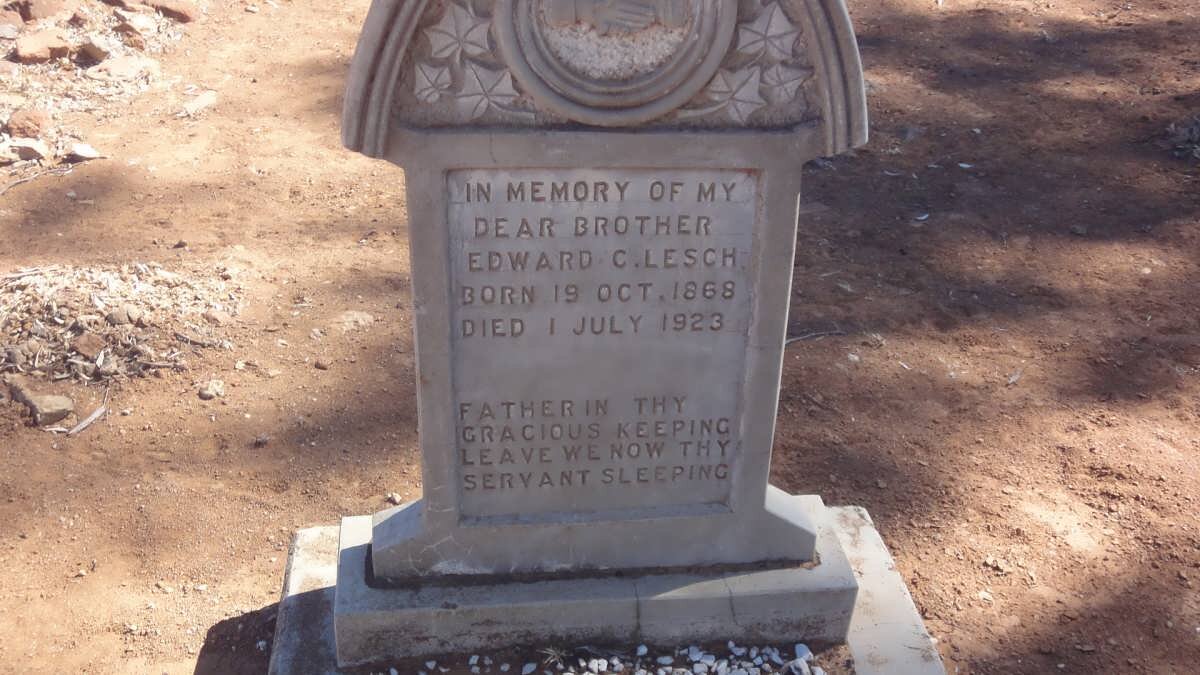 IN MEMORY OF MY
DEAR BROTHER
EDWARD C. LESCH
BORN 19 OCT. 1868
DIED 1 JULY 1923
FATHER IN THY
GRACIOUS KEEPING
LEAVE WE NOW THY
SERVANT SLEEPING